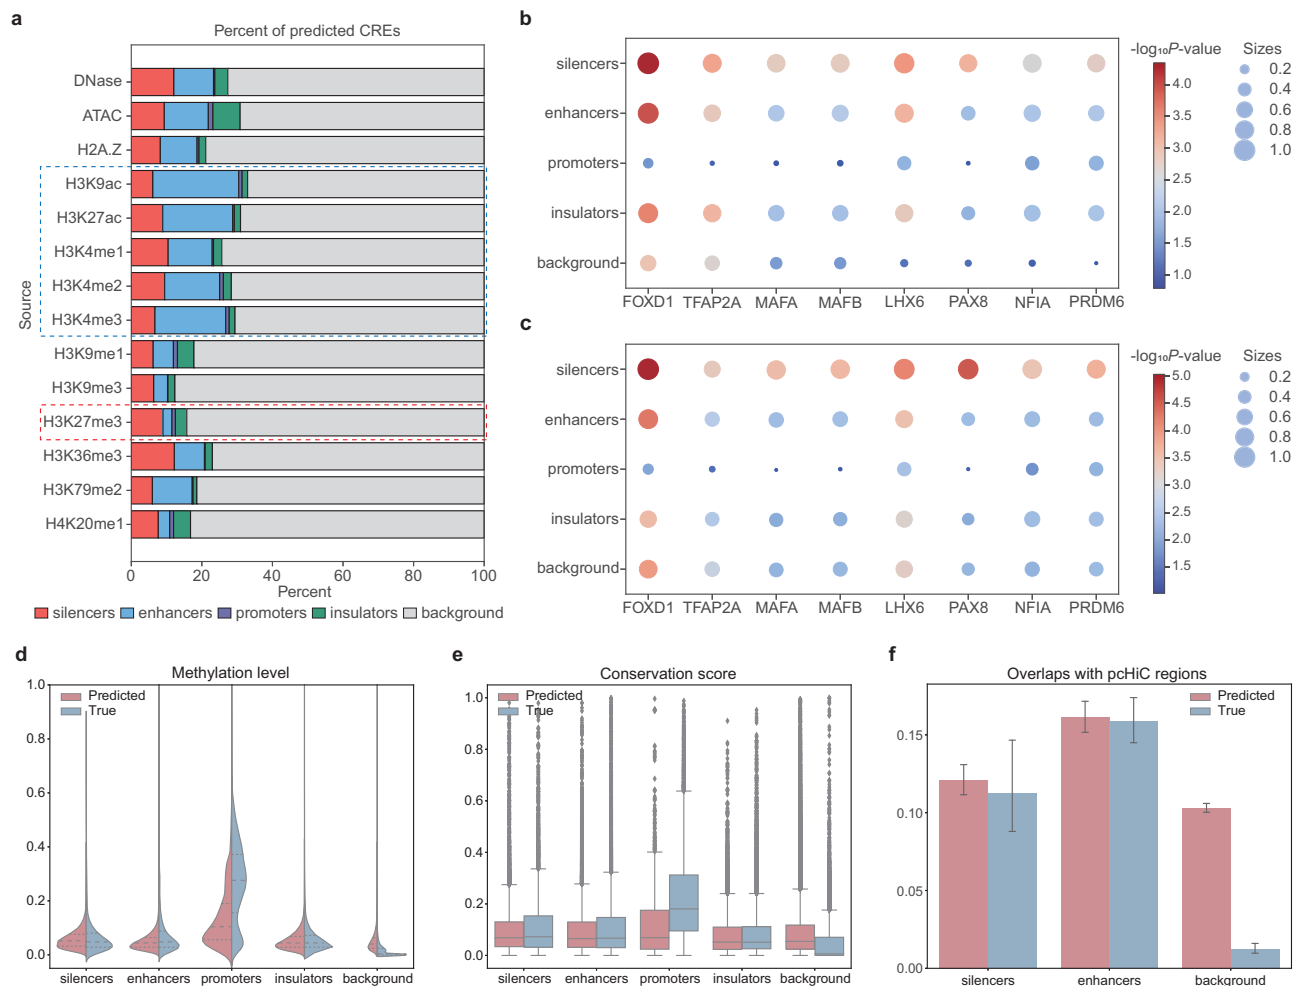 a
Percent of predicted CREs
Source
DNase
ATAC
H2A.Z
H3K9ac
H3K27ac
H3K4me1
H3K4me2
H3K4me3
H3K9me1
H3K9me3
H3K27me3
H3K36me3
H3K79me2
H4K20me1
0 20 40 60 80 100
Percent
silencers enhancers promoters insulators background
b
silencers
enhancers
promoters
insulators
background
FOXD1 TFAP2A MAFA MAFB LHX6 PAX8 NFIA PRDM6
-log₁₀P-value
4.0
3.5
3.0
2.5
2.0
1.5
1.0
Sizes
0.2
0.4
0.6
0.8
1.0
c
silencers
enhancers
promoters
insulators
background
FOXD1 TFAP2A MAFA MAFB LHX6 PAX8 NFIA PRDM6
-log₁₀P-value
5.0
4.5
4.0
3.5
3.0
2.5
2.0
1.5
Sizes
0.2
0.4
0.6
0.8
1.0
d
Methylation level
Predicted
True
1.0
0.8
0.6
0.4
0.2
0.0
silencers enhancers promoters insulators background
e
Conservation score
Predicted
True
1.0
0.8
0.6
0.4
0.2
0.0
silencers enhancers promoters insulators background
f
Overlaps with pcHiC regions
Predicted
True
0.15
0.10
0.05
0.00
silencers enhancers background